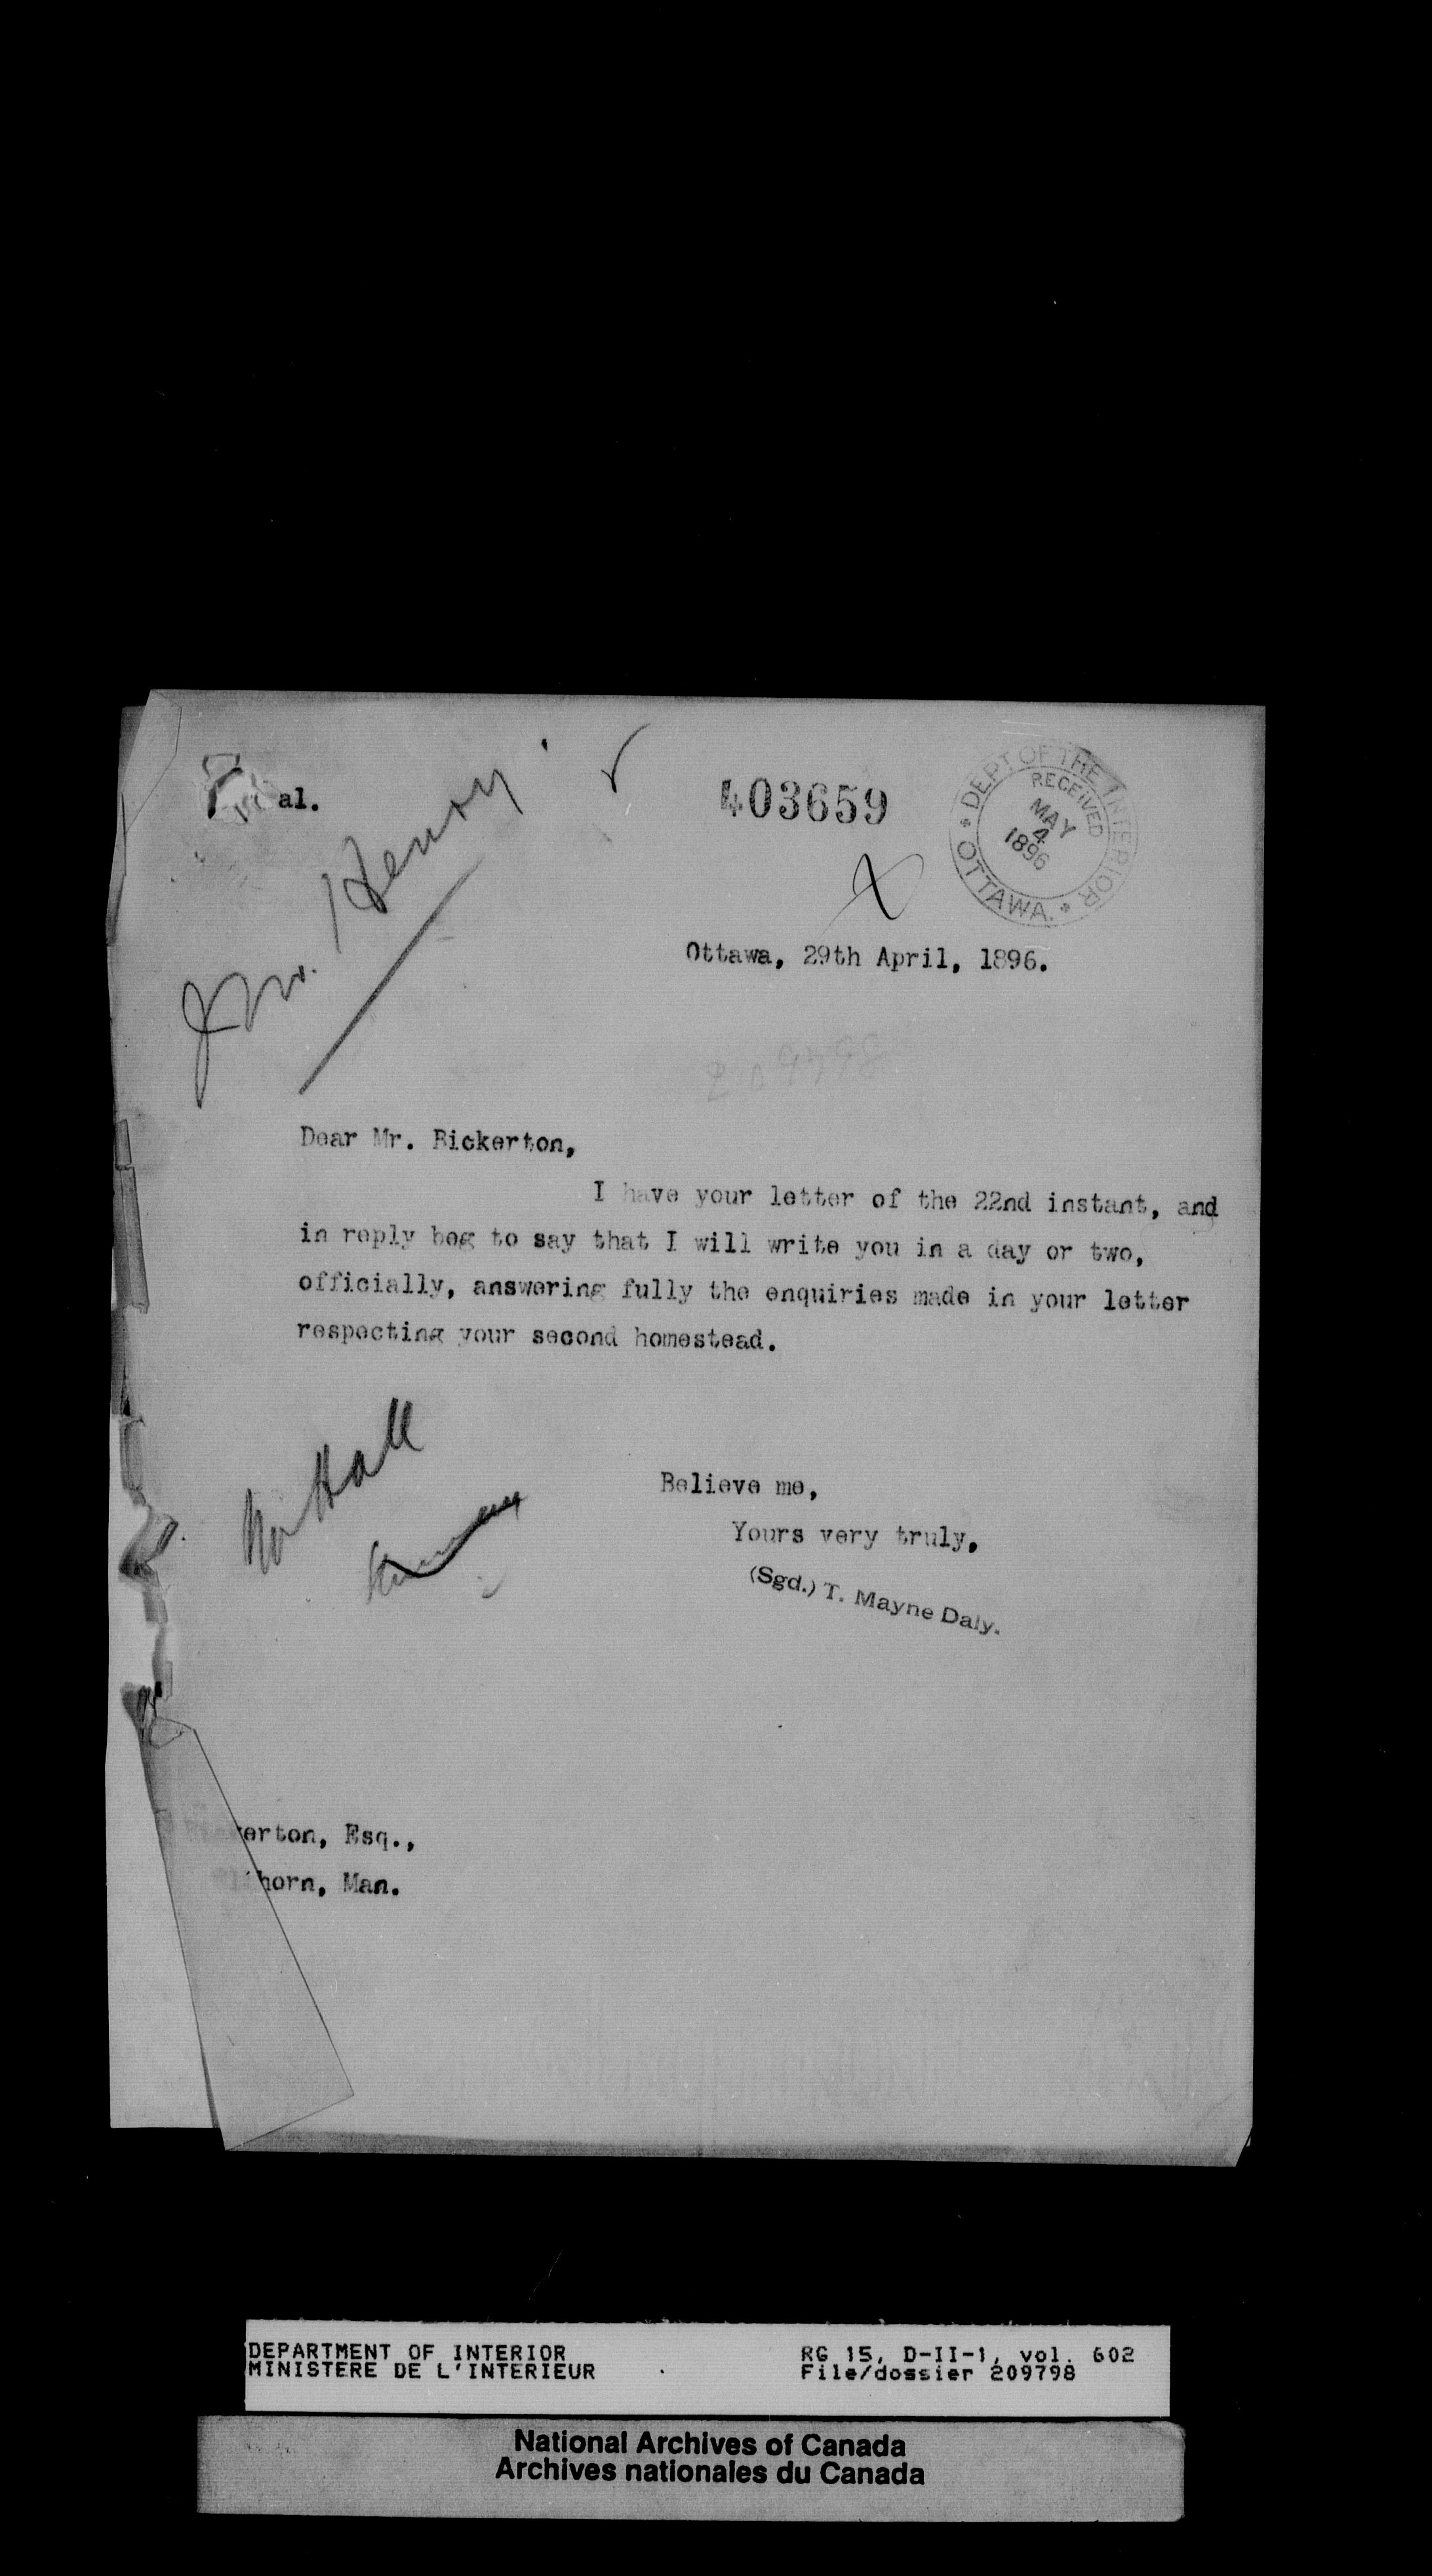 al.
Mr. Henry
403659
DEPT OF THE INTERIOR
RECEIVED
MAY
4
1896
OTTAWA.
Ottawa, 29th April, 1896.
209798
Dear Mr. Bickerton,
I have your letter of the 22nd instant, and
in reply beg to say that I will write you in a day or two,
officially, answering fully the enquiries made in your letter
respecting your second homestead.
Mr Hall
Believe me,
Yours very truly,
(Sgd.) T. Mayne Daly.
erton, Esq.,
horn, Man.
DEPARTMENT OF INTERIOR
MINISTERE DE L'INTERIEUR
RG 15, D-II-1, vol. 602
File/dossier 209798
National Archives of Canada
Archives nationales du Canada